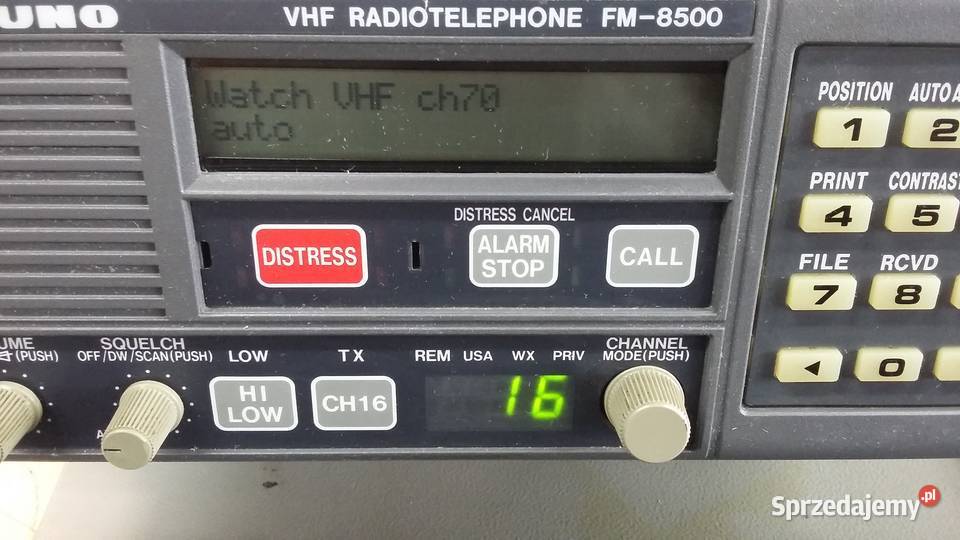 UNO
VHF RADIOTELEPHONE FM-8500
Watch VHF ch70
auto
DISTRESS CANCEL
DISTRESS
ALARM
STOP
CALL
POSITION AUTO A
1 2
PRINT CONTRAST
4 5
FILE RCVD
7 8
◄ 0
UME
(PUSH)
SQUELCH
OFF/DW/SCAN(PUSH)
LOW
HI
LOW
TX
CH16
REM USA WX PRIV
16
CHANNEL
MODE(PUSH)
A
Sprzedajemy.pl